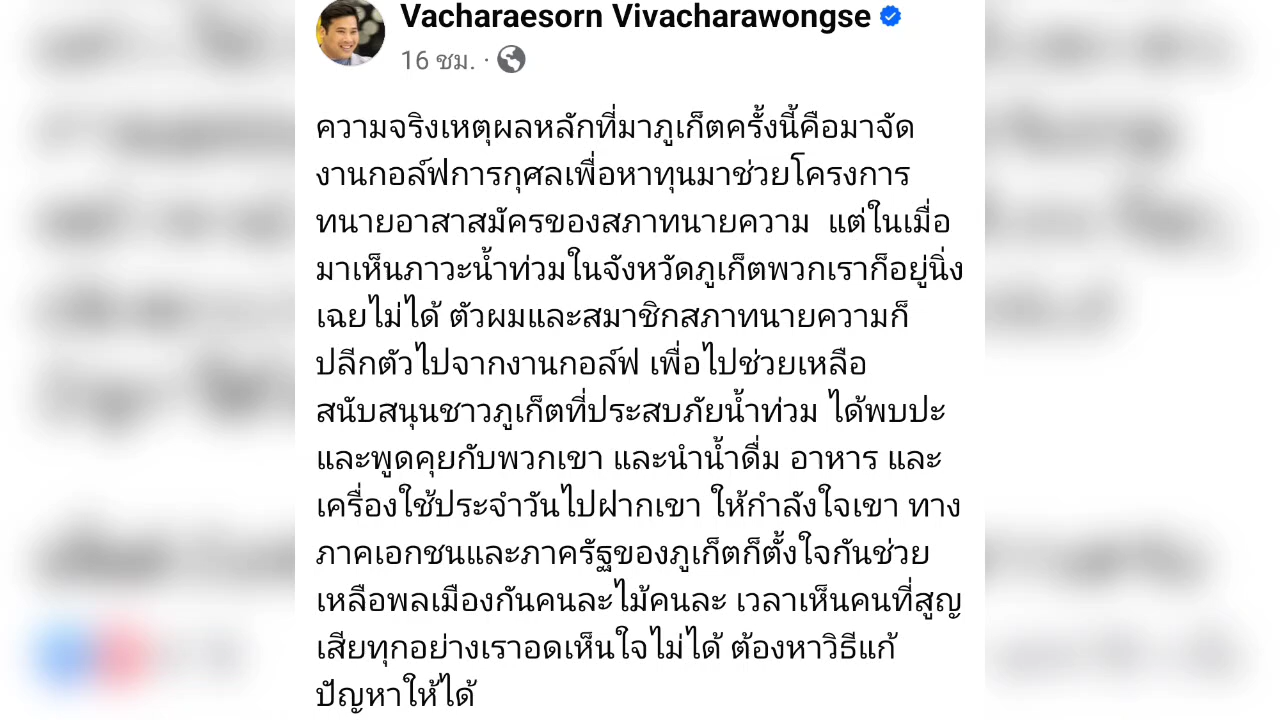 Vacharaesorn Vivacharawongse
16 ชม. ·
ความจริงเหตุผลหลักที่มาภูเก็ตครั้งนี้คือมาจัด
งานกอล์ฟการกุศลเพื่อหาทุนมาช่วยโครงการ
ทนายอาสาสมัครของสภาทนายความ  แต่ในเมื่อ
มาเห็นภาวะน้ำท่วมในจังหวัดภูเก็ตพวกเราก็อยู่นิ่ง
เฉยไม่ได้ ตัวผมและสมาชิกสภาทนายความก็
ปลีกตัวไปจากงานกอล์ฟ เพื่อไปช่วยเหลือ
สนับสนุนชาวภูเก็ตที่ประสบภัยน้ำท่วม ได้พบปะ
และพูดคุยกับพวกเขา และนำน้ำดื่ม อาหาร และ
เครื่องใช้ประจำวันไปฝากเขา ให้กำลังใจเขา ทาง
ภาคเอกชนและภาครัฐของภูเก็ตก็ตั้งใจกันช่วย
เหลือพลเมืองกันคนละไม้คนละ เวลาเห็นคนที่สูญ
เสียทุกอย่างเราอดเห็นใจไม่ได้ ต้องหาวิธีแก้
ปัญหาให้ได้